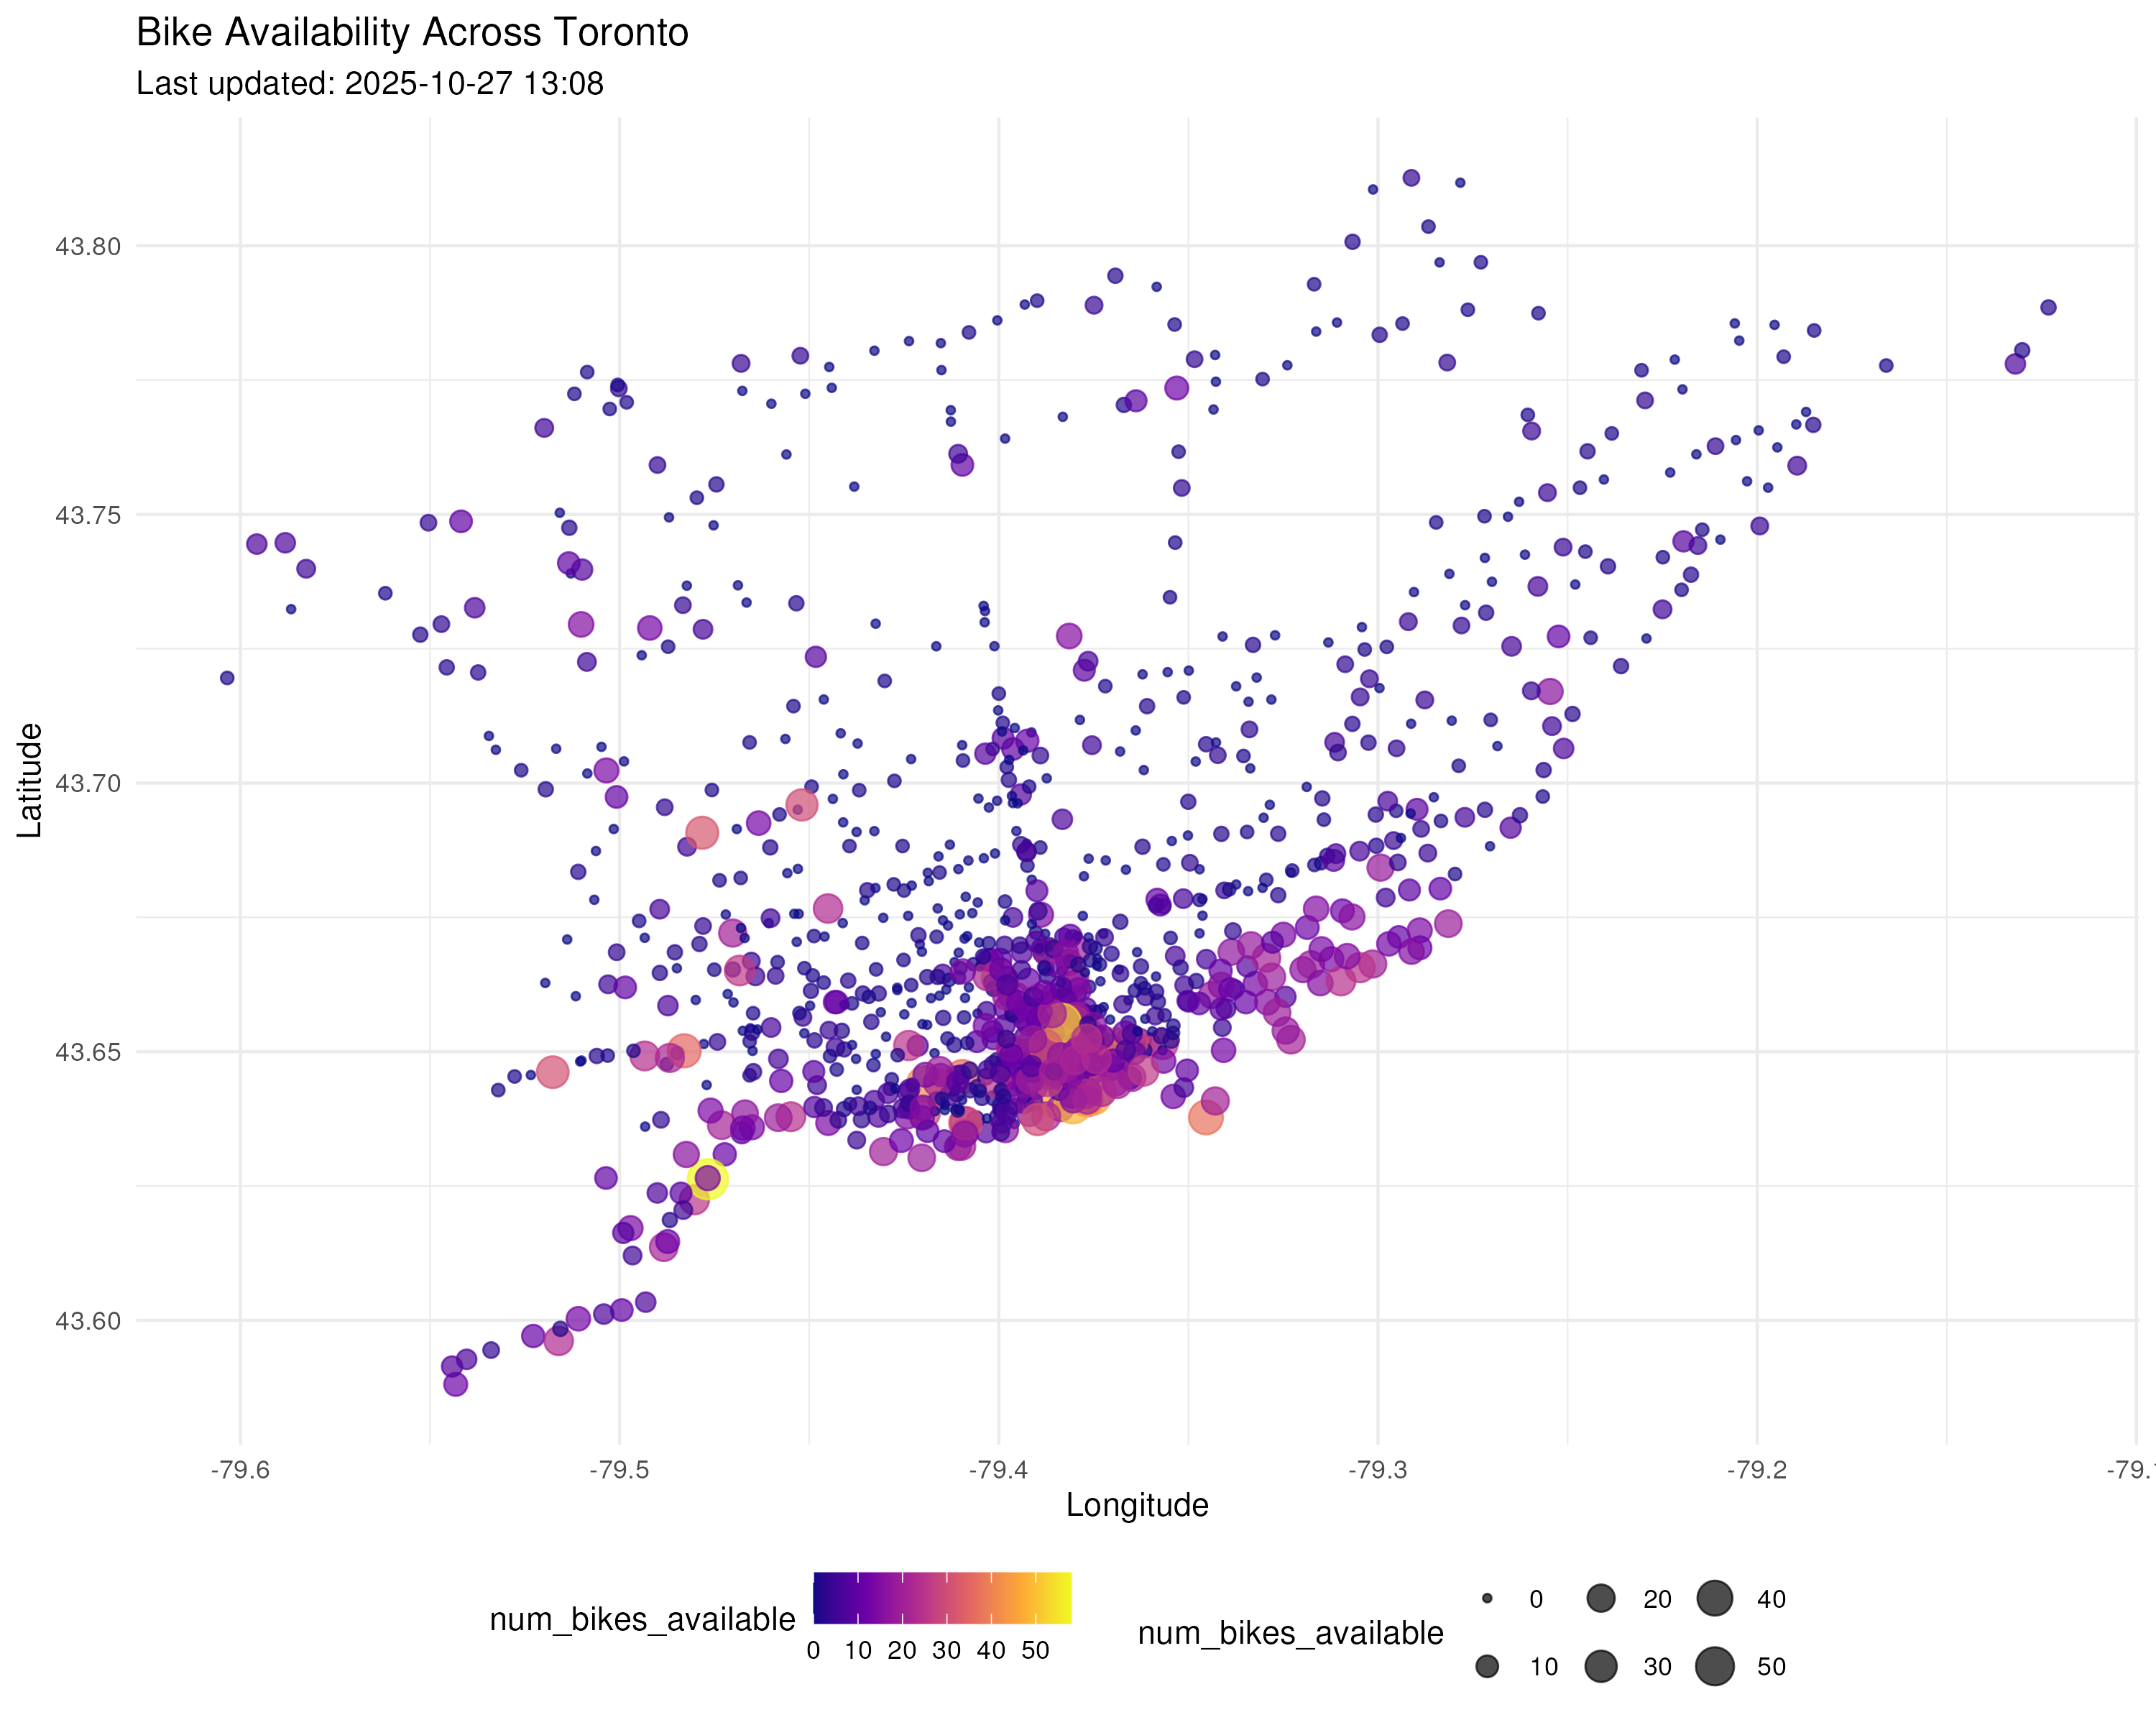 Bike Availability Across Toronto
Last updated: 2025-10-27 13:08
Latitude
43.80
43.75
43.70
43.65
43.60
-79.6 -79.5 -79.4 -79.3 -79.2 -79.
Longitude
num_bikes_available
0 10 20 30 40 50
num_bikes_available
0 20 40
10 30 50